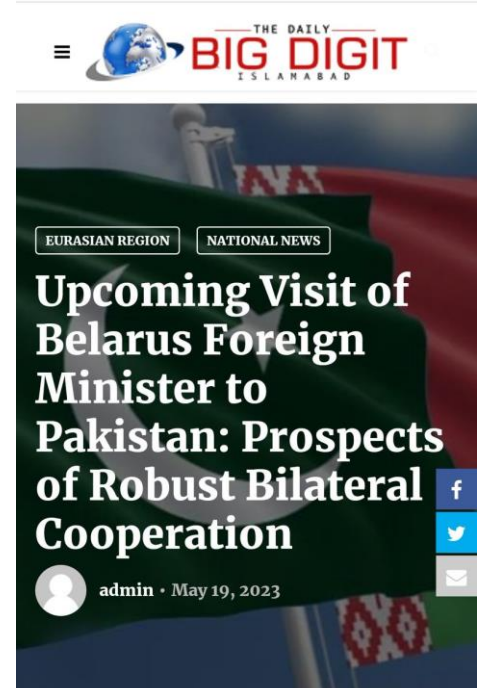 THE DAILY
BIG DIGIT
ISLAMABAD
EURASIAN REGION NATIONAL NEWS
Upcoming Visit of
Belarus Foreign
Minister to
Pakistan: Prospects
of Robust Bilateral
Cooperation
admin • May 19, 2023